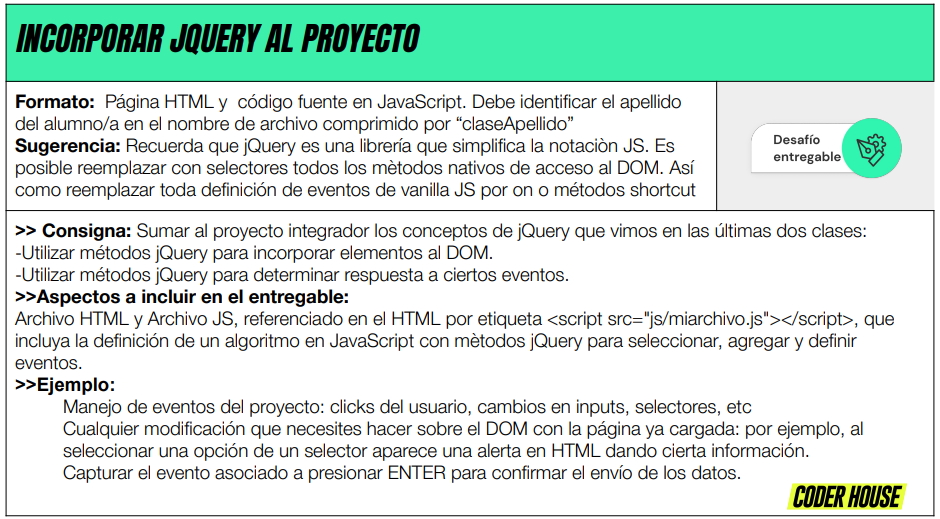 INCORPORAR JQUERY AL PROYECTO
Formato: Página HTML y código fuente en JavaScript. Debe identificar el apellido
del alumno/a en el nombre de archivo comprimido por “claseApellido”
Sugerencia: Recuerda que jQuery es una librería que simplifica la notaciòn JS. Es
posible reemplazar con selectores todos los mètodos nativos de acceso al DOM. Así
como reemplazar toda definición de eventos de vanilla JS por on o métodos shortcut
Desafío
entregable
>> Consigna: Sumar al proyecto integrador los conceptos de jQuery que vimos en las últimas dos clases:
-Utilizar métodos jQuery para incorporar elementos al DOM.
-Utilizar métodos jQuery para determinar respuesta a ciertos eventos.
>>Aspectos a incluir en el entregable:
Archivo HTML y Archivo JS, referenciado en el HTML por etiqueta <script src="js/miarchivo.js"></script>, que
incluya la definición de un algoritmo en JavaScript con mètodos jQuery para seleccionar, agregar y definir
eventos.
>>Ejemplo:
Manejo de eventos del proyecto: clicks del usuario, cambios en inputs, selectores, etc
Cualquier modificación que necesites hacer sobre el DOM con la página ya cargada: por ejemplo, al
seleccionar una opción de un selector aparece una alerta en HTML dando cierta información.
Capturar el evento asociado a presionar ENTER para confirmar el envío de los datos.
CODER HOUSE